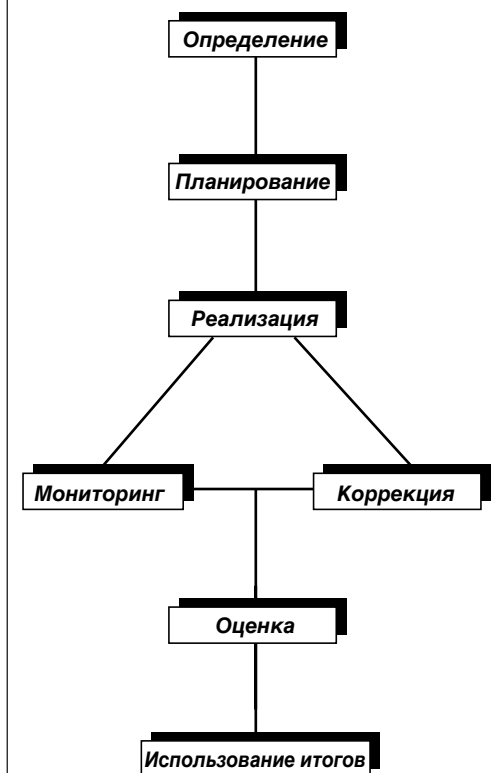 Определение
Планирование
Реализация
Мониторинг
Коррекция
Оценка
Использование итогов